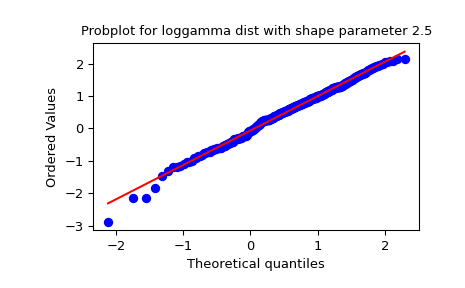 Probplot for loggamma dist with shape parameter 2.5
Ordered Values
2
1
0
−1
−2
−3
−2 −1 0 1 2
Theoretical quantiles